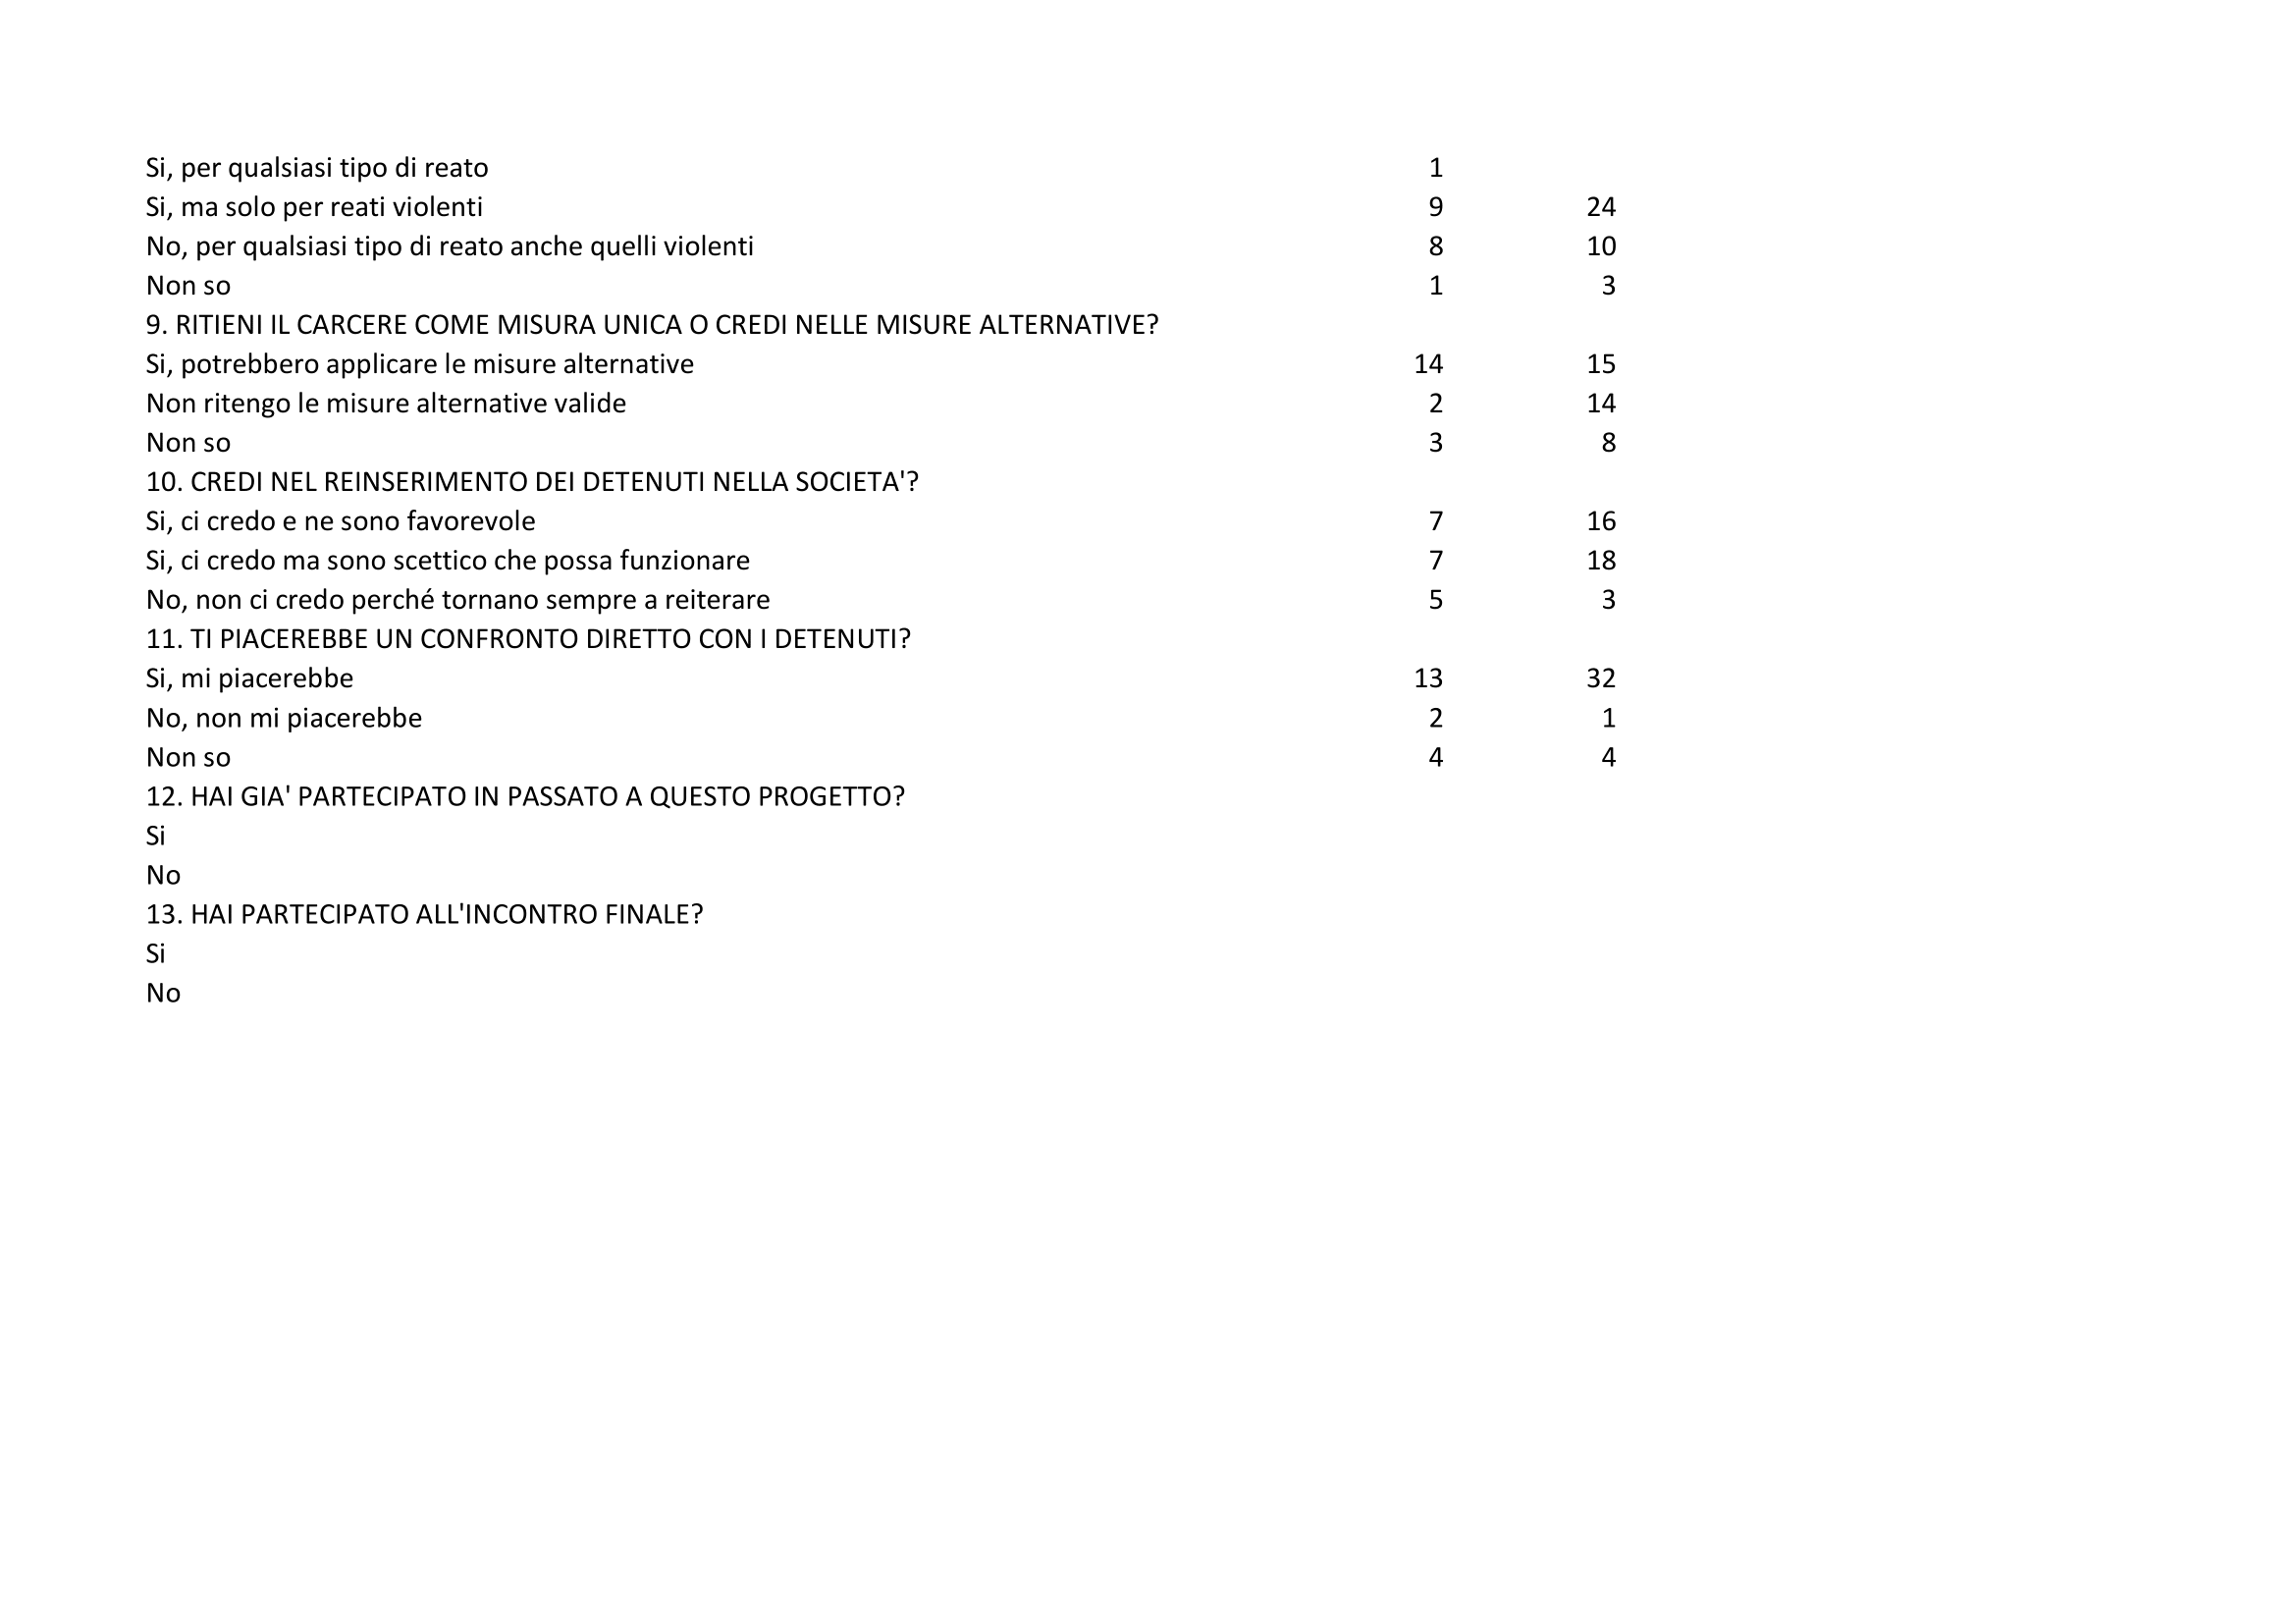 Si, per qualsiasi tipo di reato 1
Si, ma solo per reati violenti 9 24
No, per qualsiasi tipo di reato anche quelli violenti 8 10
Non so 1 3
9. RITIENI IL CARCERE COME MISURA UNICA O CREDI NELLE MISURE ALTERNATIVE?
Si, potrebbero applicare le misure alternative 14 15
Non ritengo le misure alternative valide 2 14
Non so 3 8
10. CREDI NEL REINSERIMENTO DEI DETENUTI NELLA SOCIETA'?
Si, ci credo e ne sono favorevole 7 16
Si, ci credo ma sono scettico che possa funzionare 7 18
No, non ci credo perché tornano sempre a reiterare 5 3
11. TI PIACEREBBE UN CONFRONTO DIRETTO CON I DETENUTI?
Si, mi piacerebbe 13 32
No, non mi piacerebbe 2 1
Non so 4 4
12. HAI GIA' PARTECIPATO IN PASSATO A QUESTO PROGETTO?
Si
No
13. HAI PARTECIPATO ALL'INCONTRO FINALE?
Si
No